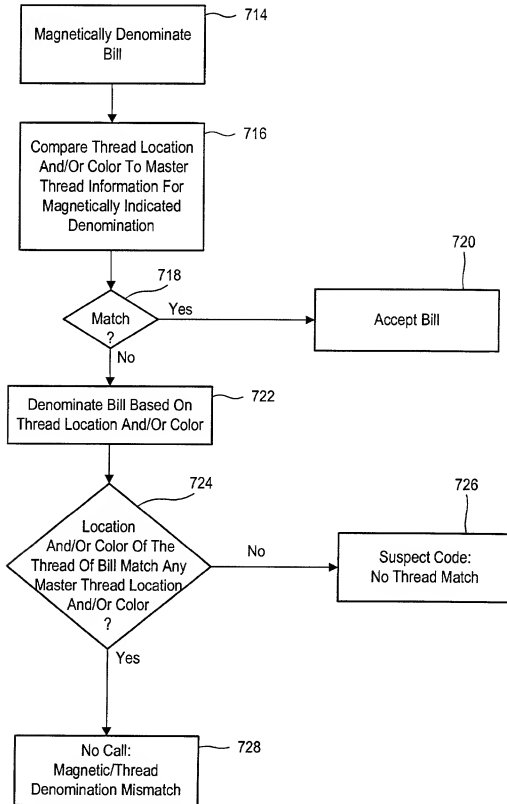 714
Magnetically Denominate
Bill
716
Compare Thread Location
And/Or Color To Master
Thread Information For
Magnetically Indicated
Denomination
718
Match
?
Yes
No
720
Accept Bill
722
Denominate Bill Based On
Thread Location And/Or Color
724
Location
And/Or Color Of The
Thread Of Bill Match Any
Master Thread Location
And/Or Color
?
No
Yes
726
Suspect Code:
No Thread Match
728
No Call:
Magnetic/Thread
Denomination Mismatch